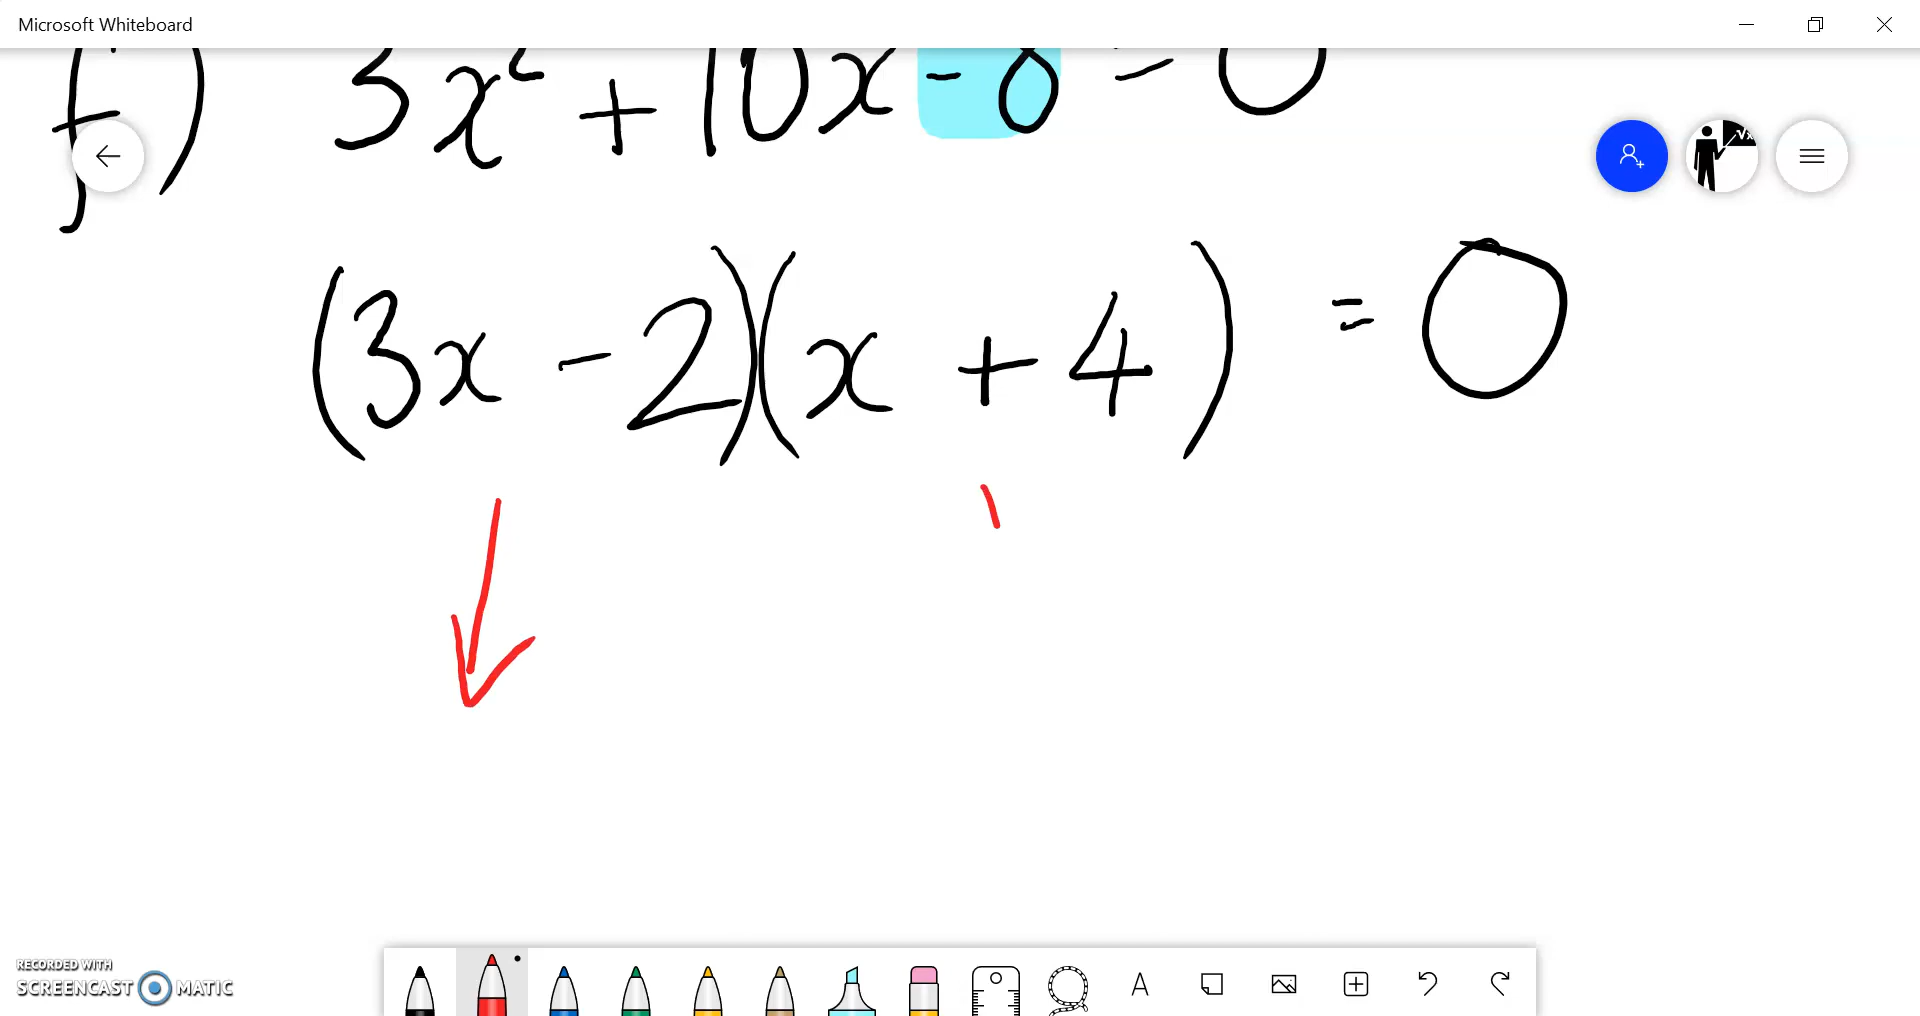 Microsoft Whiteboard
f) 3x² + 10x - 8 = 0
(3x - 2)(x + 4) = 0
RECORDED WITH
SCREENCAST MATIC